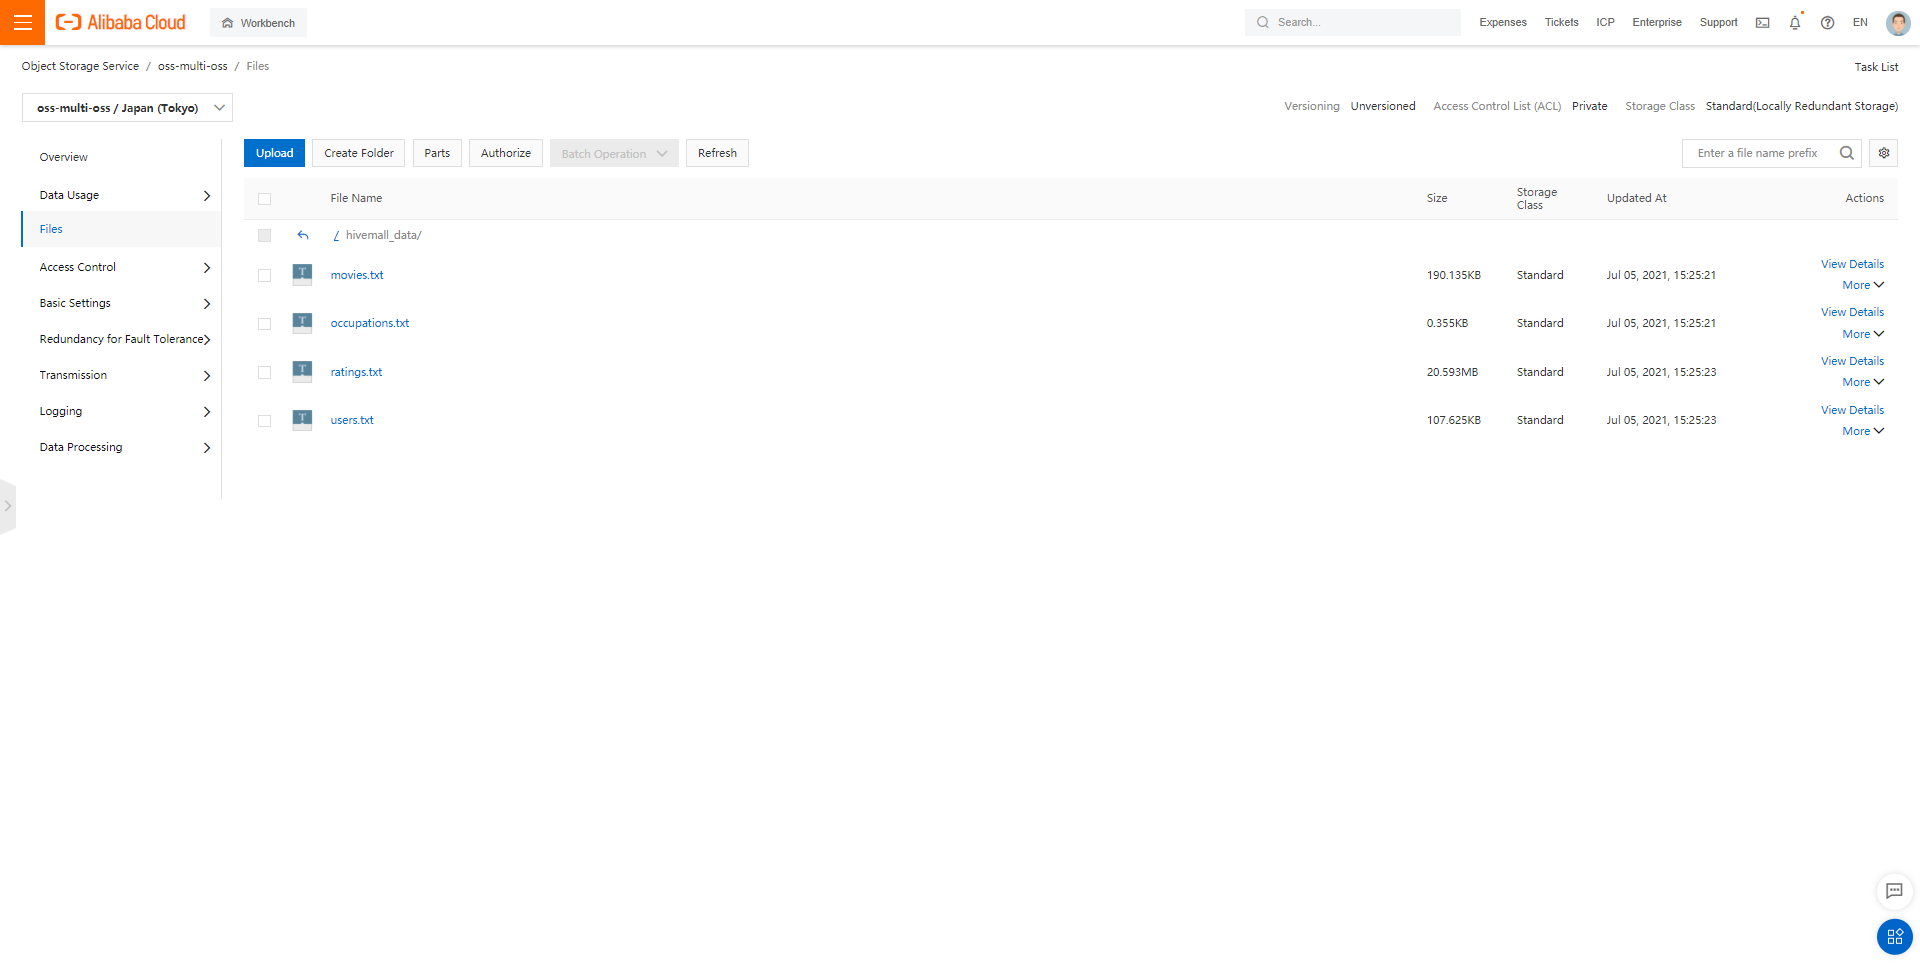 Alibaba Cloud Workbench Search... Expenses Tickets ICP Enterprise Support EN
Object Storage Service / oss-multi-oss / Files Task List
oss-multi-oss / Japan (Tokyo) Versioning Unversioned Access Control List (ACL) Private Storage Class Standard(Locally Redundant Storage)
Overview
Data Usage
Files
Access Control
Basic Settings
Redundancy for Fault Tolerance
Transmission
Logging
Data Processing
Upload Create Folder Parts Authorize Batch Operation Refresh Enter a file name prefix
File Name Size Storage Class Updated At Actions
/ hivemall_data/
movies.txt 190.135KB Standard Jul 05, 2021, 15:25:21 View Details
More
occupations.txt 0.355KB Standard Jul 05, 2021, 15:25:21 View Details
More
ratings.txt 20.593MB Standard Jul 05, 2021, 15:25:23 View Details
More
users.txt 107.625KB Standard Jul 05, 2021, 15:25:23 View Details
More